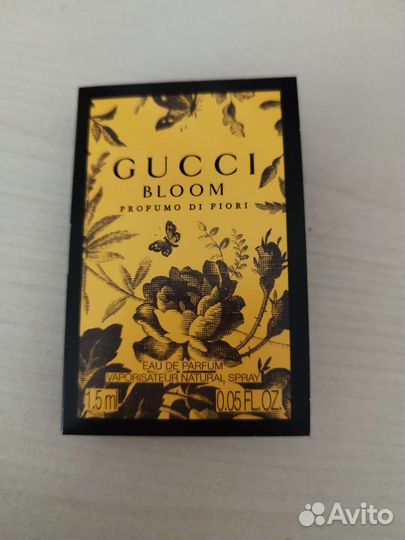 GUCCI
BLOOM
PROFUMO DI FIORI
EAU DE PARFUM
VAPORISATEUR NATURAL SPRAY
1.5 ml 0.05 FL.OZ.
Avito